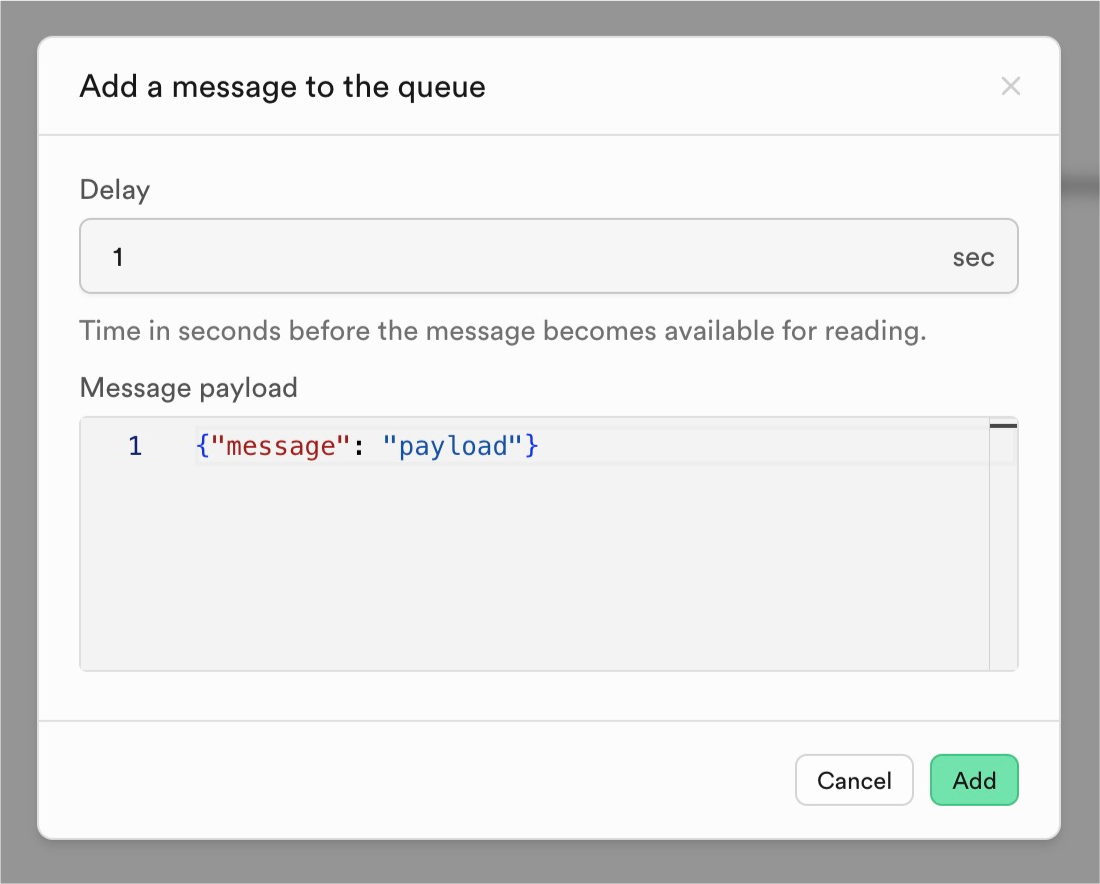 Add a message to the queue
Delay
1 sec
Time in seconds before the message becomes available for reading.
Message payload
1 {"message": "payload"}
Cancel Add